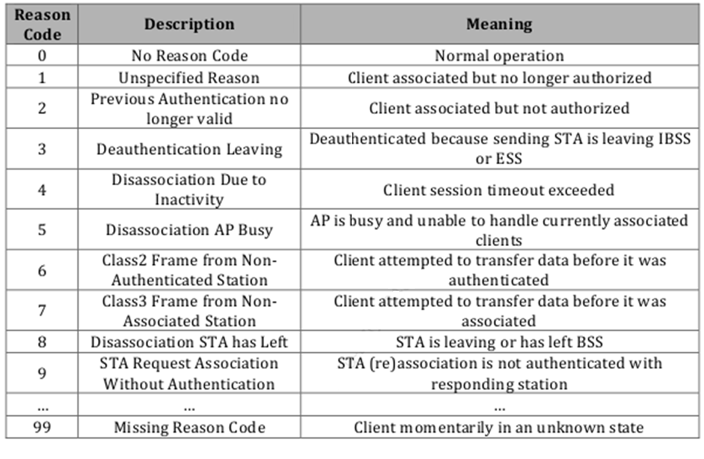 Reason Code Description Meaning
0 No Reason Code Normal operation
1 Unspecified Reason Client associated but no longer authorized
2 Previous Authentication no longer valid Client associated but not authorized
3 Deauthentication Leaving Deauthenticated because sending STA is leaving IBSS or ESS
4 Disassociation Due to Inactivity Client session timeout exceeded
5 Disassociation AP Busy AP is busy and unable to handle currently associated clients
6 Class2 Frame from Non-Authenticated Station Client attempted to transfer data before it was authenticated
7 Class3 Frame from Non-Associated Station Client attempted to transfer data before it was associated
8 Disassociation STA has Left STA is leaving or has left BSS
9 STA Request Association Without Authentication STA (re)association is not authenticated with responding station
... ... ...
99 Missing Reason Code Client momentarily in an unknown state